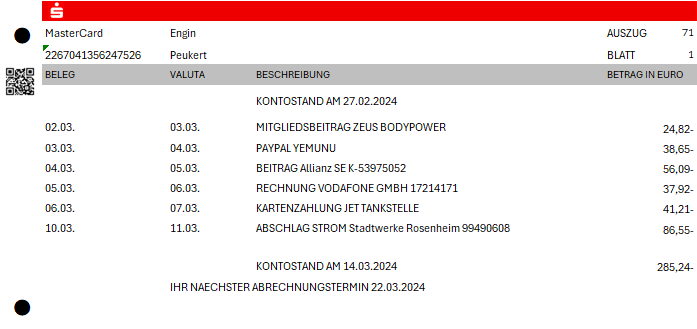 MasterCard Engin AUSZUG 71
2267041356247526 Peukert BLATT 1
BELEG VALUTA BESCHREIBUNG BETRAG IN EURO
KONTOSTAND AM 27.02.2024
02.03. 03.03. MITGLIEDSBEITRAG ZEUS BODYPOWER 24,82-
03.03. 04.03. PAYPAL YEMUNU 38,65-
04.03. 05.03. BEITRAG Allianz SE K-53975052 56,09-
05.03. 06.03. RECHNUNG VODAFONE GMBH 17214171 37,92-
06.03. 07.03. KARTENZAHLUNG JET TANKSTELLE 41,21-
10.03. 11.03. ABSCHLAG STROM Stadtwerke Rosenheim 99490608 86,55-
KONTOSTAND AM 14.03.2024 285,24-
IHR NAECHSTER ABRECHNUNGSTERMIN 22.03.2024